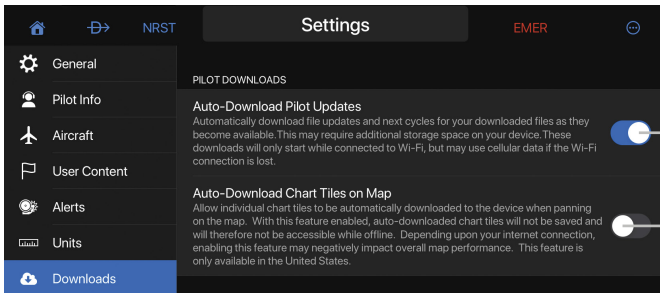 NRST Settings EMER
General
Pilot Info
Aircraft
User Content
Alerts
Units
Downloads
PILOT DOWNLOADS
Auto-Download Pilot Updates
Automatically download file updates and next cycles for your downloaded files as they
become available.This may require additional storage space on your device.These
downloads will only start while connected to Wi-Fi, but may use cellular data if the Wi-Fi
connection is lost.
Auto-Download Chart Tiles on Map
Allow individual chart tiles to be automatically downloaded to the device when panning
on the map. With this feature enabled, auto-downloaded chart tiles will not be saved and
will therefore not be accessible while offline. Depending upon your internet connection,
enabling this feature may negatively impact overall map performance. This feature is
only available in the United States.